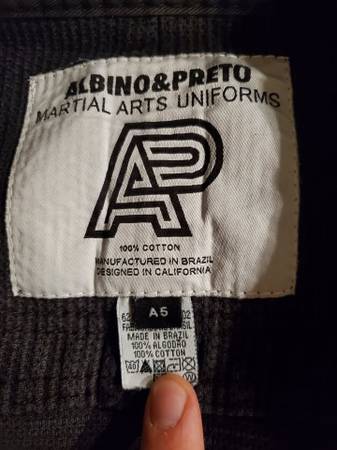 ALBINO&PRETO
MARTIAL ARTS UNIFORMS
AP
100% COTTON
MANUFACTURED IN BRAZIL
DESIGNED IN CALIFORNIA
A5
MADE IN BRAZIL
100% ALGODÃO
100% COTTON